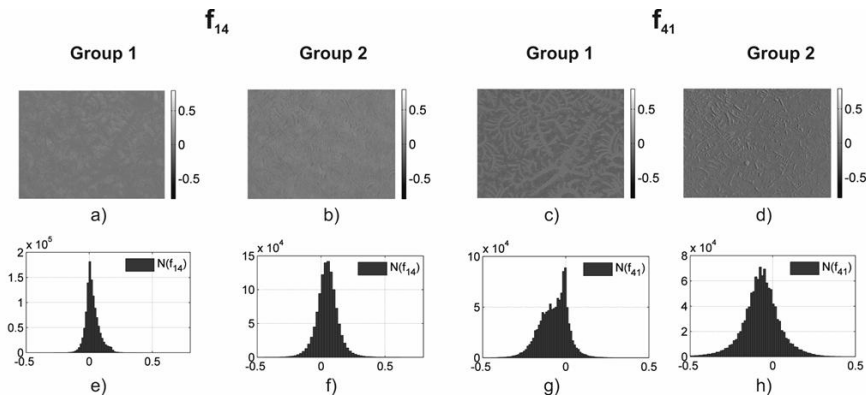 f14 f41
Group 1 Group 2 Group 1 Group 2
0.5 0.5 0.5 0.5
0 0 0 0
-0.5 -0.5 -0.5 -0.5
a) b) c) d)
x 10^5 x 10^4 x 10^4 x 10^4
2 15 10 8
N(f14) N(f14) N(f41) N(f41)
1.5 10 6
1 5 4
0.5 5 2
0 0 0 0
-0.5 0 0.5 -0.5 0 0.5 -0.5 0 0.5 -0.5 0 0.5
e) f) g) h)